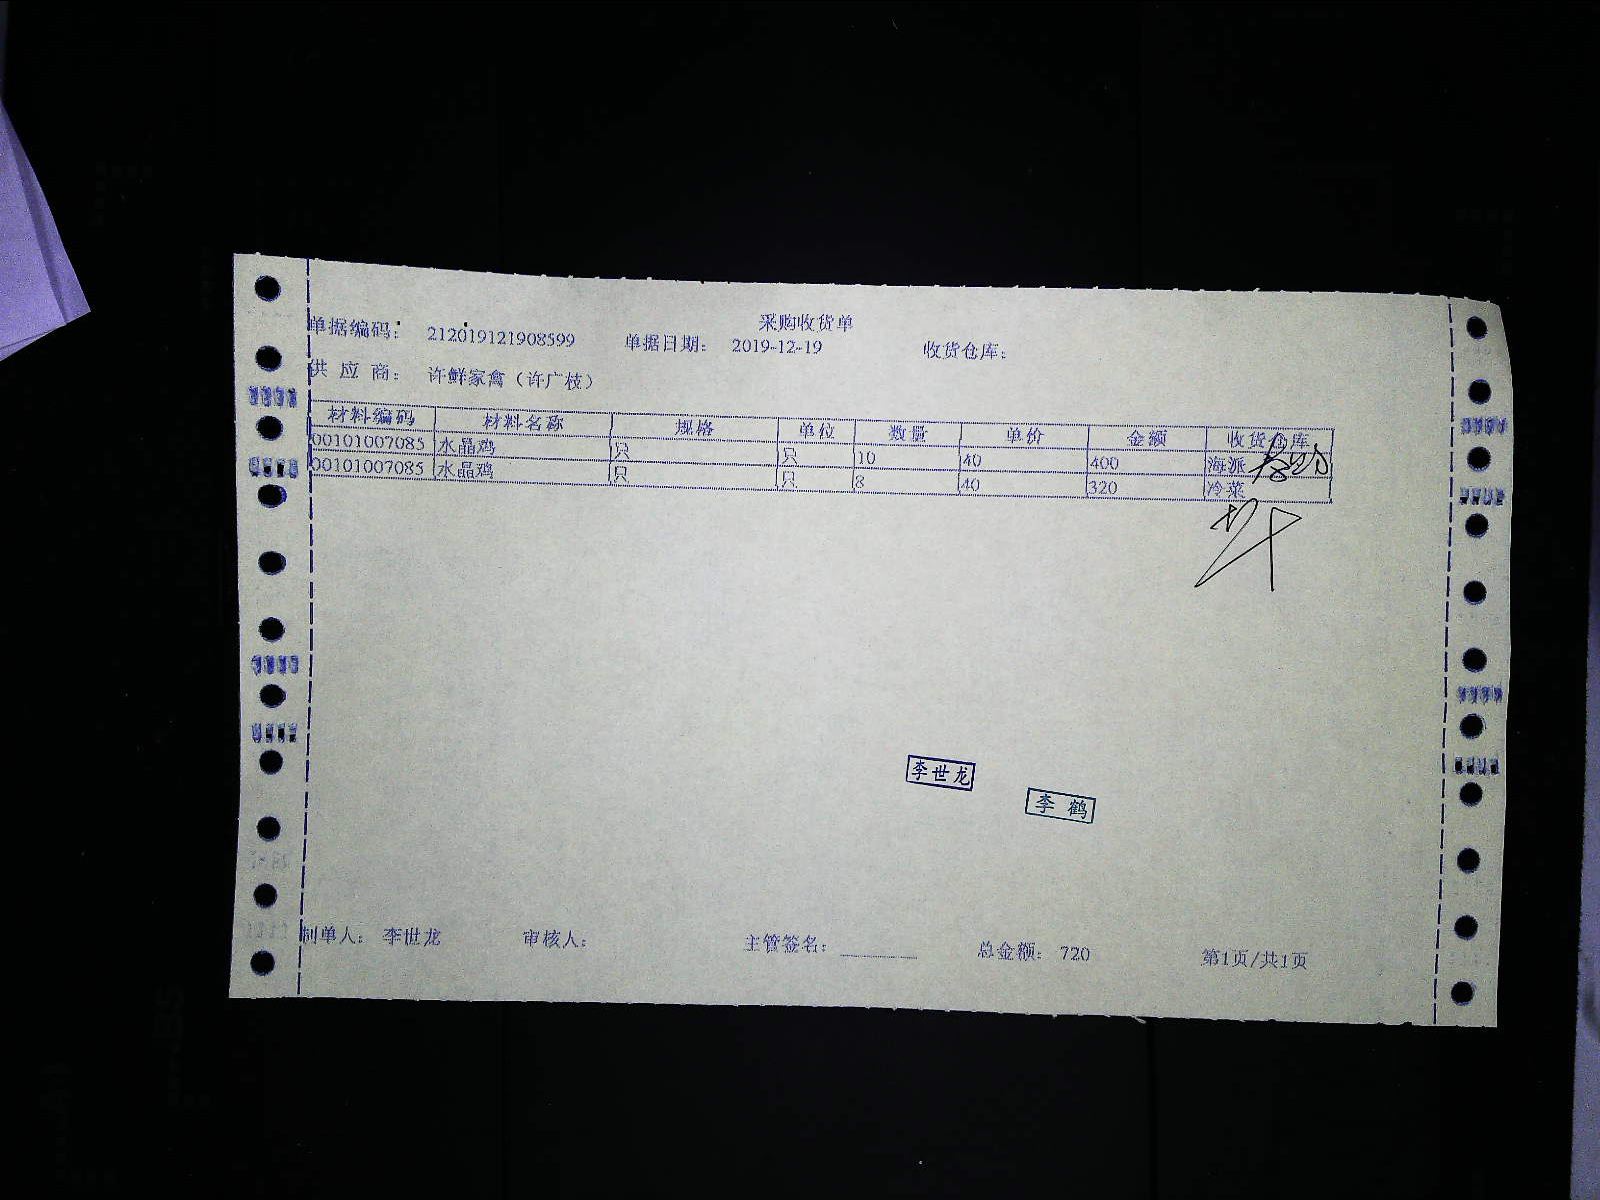 采购收货单
单据编码： 212019121908599 单据日期： 2019-12-19 收货仓库：
供 应 商： 许鲜家禽（许广枝）
材料编码 材料名称 规格 单位 数量 单价 金额 收货仓库
00101007085 水晶鸡 只 只 10 40 400 海派
00101007085 水晶鸡 只 只 8 40 320 冷菜
李世龙
李 鹤
制单人： 李世龙 审核人： 主管签名： 总金额： 720 第1页/共1页